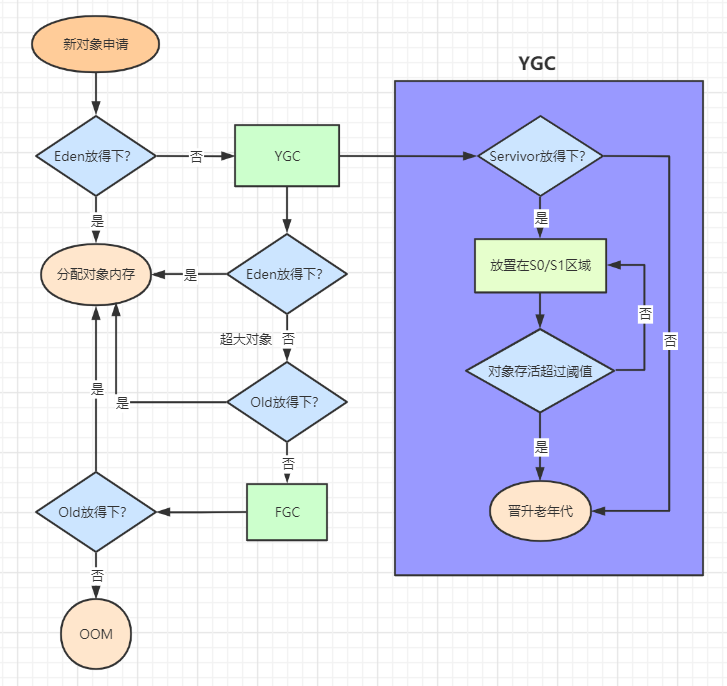 新对象申请
YGC
Eden放得下?
否
YGC
Servivor放得下?
是
是
分配对象内存
是
Eden放得下?
放置在S0/S1区域
超大对象
否
否
否
是
是
Old放得下?
对象存活超过阈值
否
是
Old放得下?
FGC
晋升老年代
否
OOM